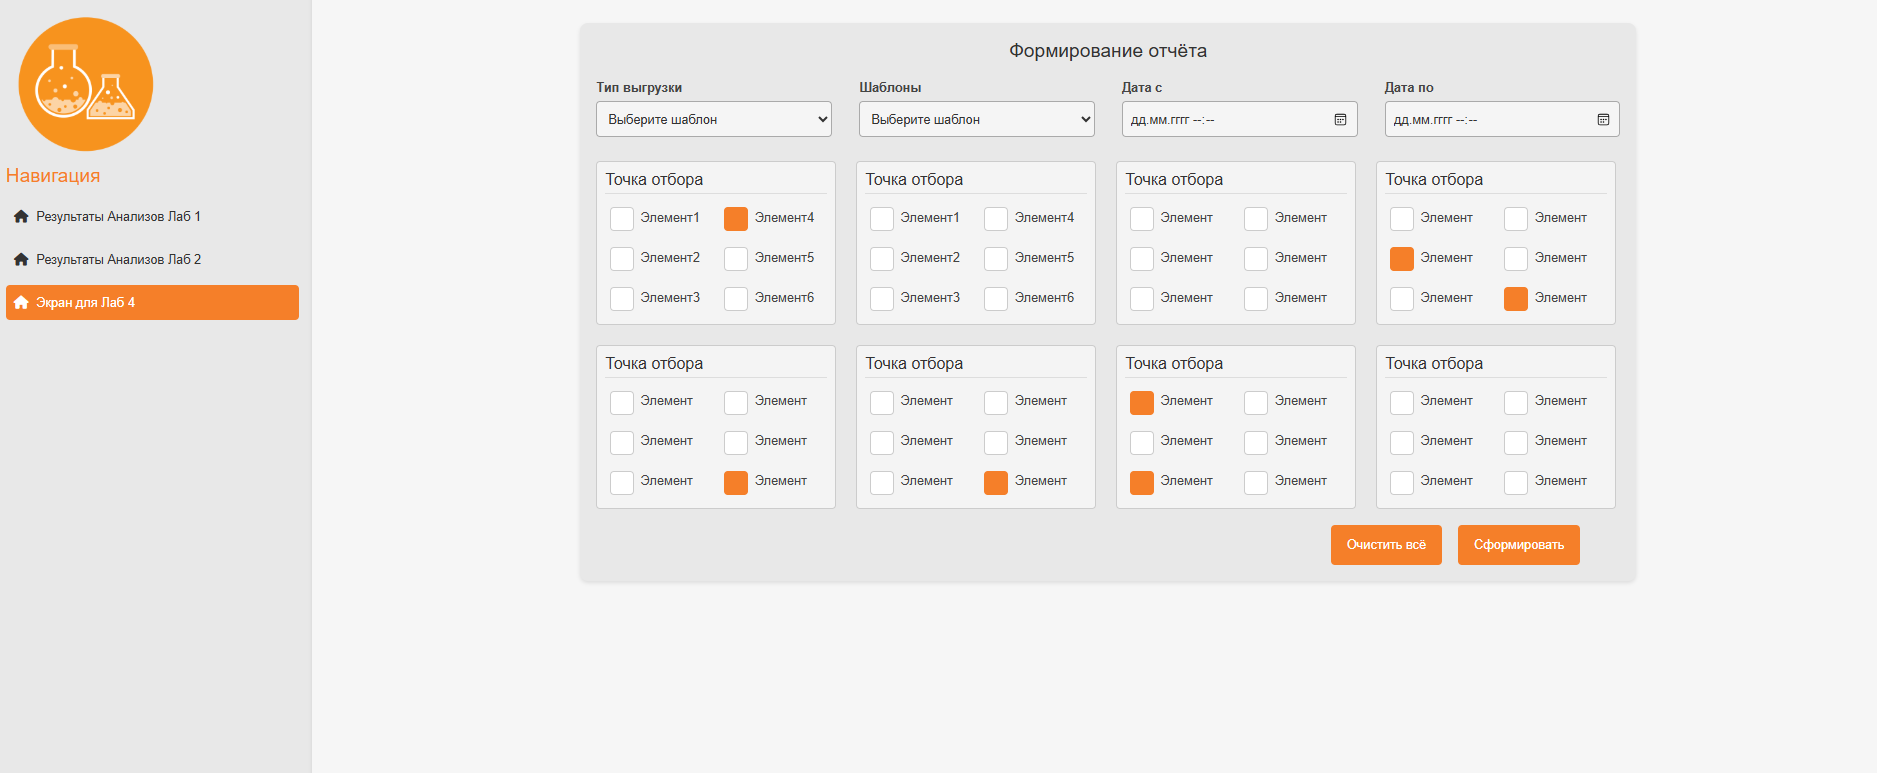 Навигация
Результаты Анализов Лаб 1
Результаты Анализов Лаб 2
Экран для Лаб 4
Формирование отчёта
Тип выгрузки Шаблоны Дата с Дата по
Выберите шаблон Выберите шаблон дд.мм.гггг --:-- дд.мм.гггг --:--
Точка отбора Точка отбора Точка отбора Точка отбора
Элемент1 Элемент4 Элемент1 Элемент4 Элемент Элемент Элемент Элемент
Элемент2 Элемент5 Элемент2 Элемент5 Элемент Элемент Элемент Элемент
Элемент3 Элемент6 Элемент3 Элемент6 Элемент Элемент Элемент Элемент
Точка отбора Точка отбора Точка отбора Точка отбора
Элемент Элемент Элемент Элемент Элемент Элемент Элемент Элемент
Элемент Элемент Элемент Элемент Элемент Элемент Элемент Элемент
Элемент Элемент Элемент Элемент Элемент Элемент Элемент Элемент
Очистить всё Сформировать